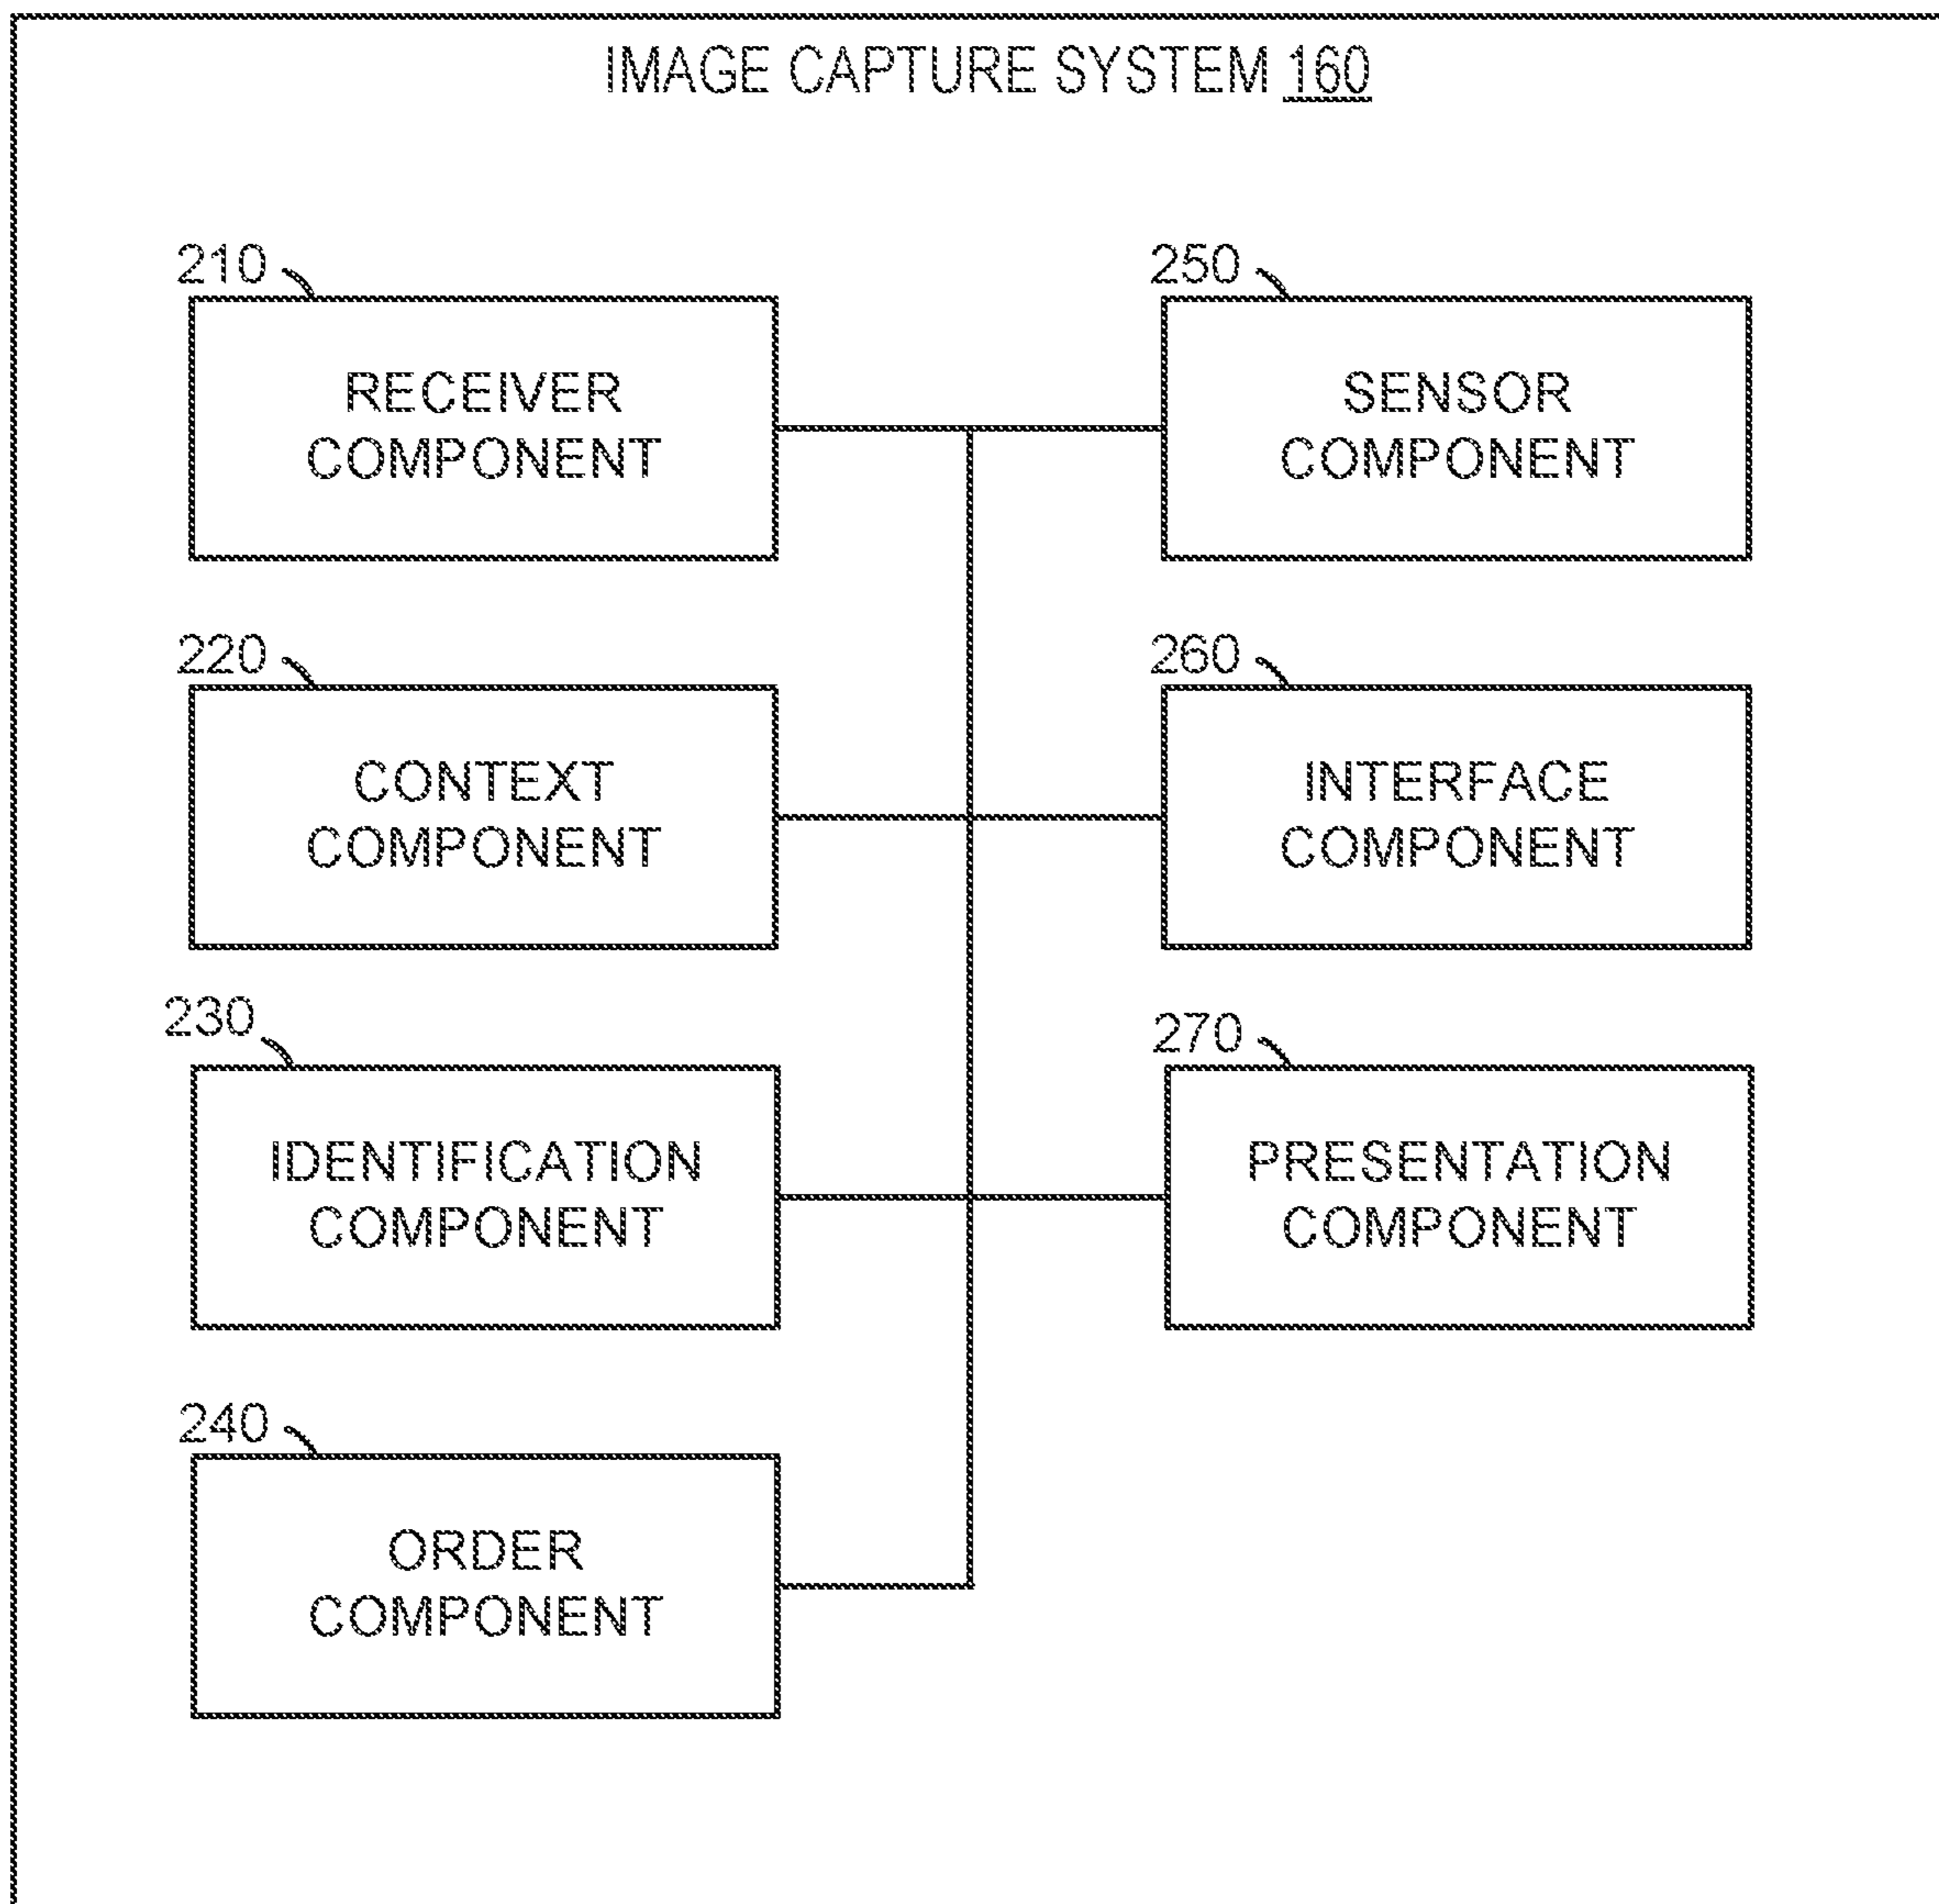 IMAGE CAPTURE SYSTEM 160
210
RECEIVER
COMPONENT
250
SENSOR
COMPONENT
220
CONTEXT
COMPONENT
260
INTERFACE
COMPONENT
230
IDENTIFICATION
COMPONENT
270
PRESENTATION
COMPONENT
240
ORDER
COMPONENT